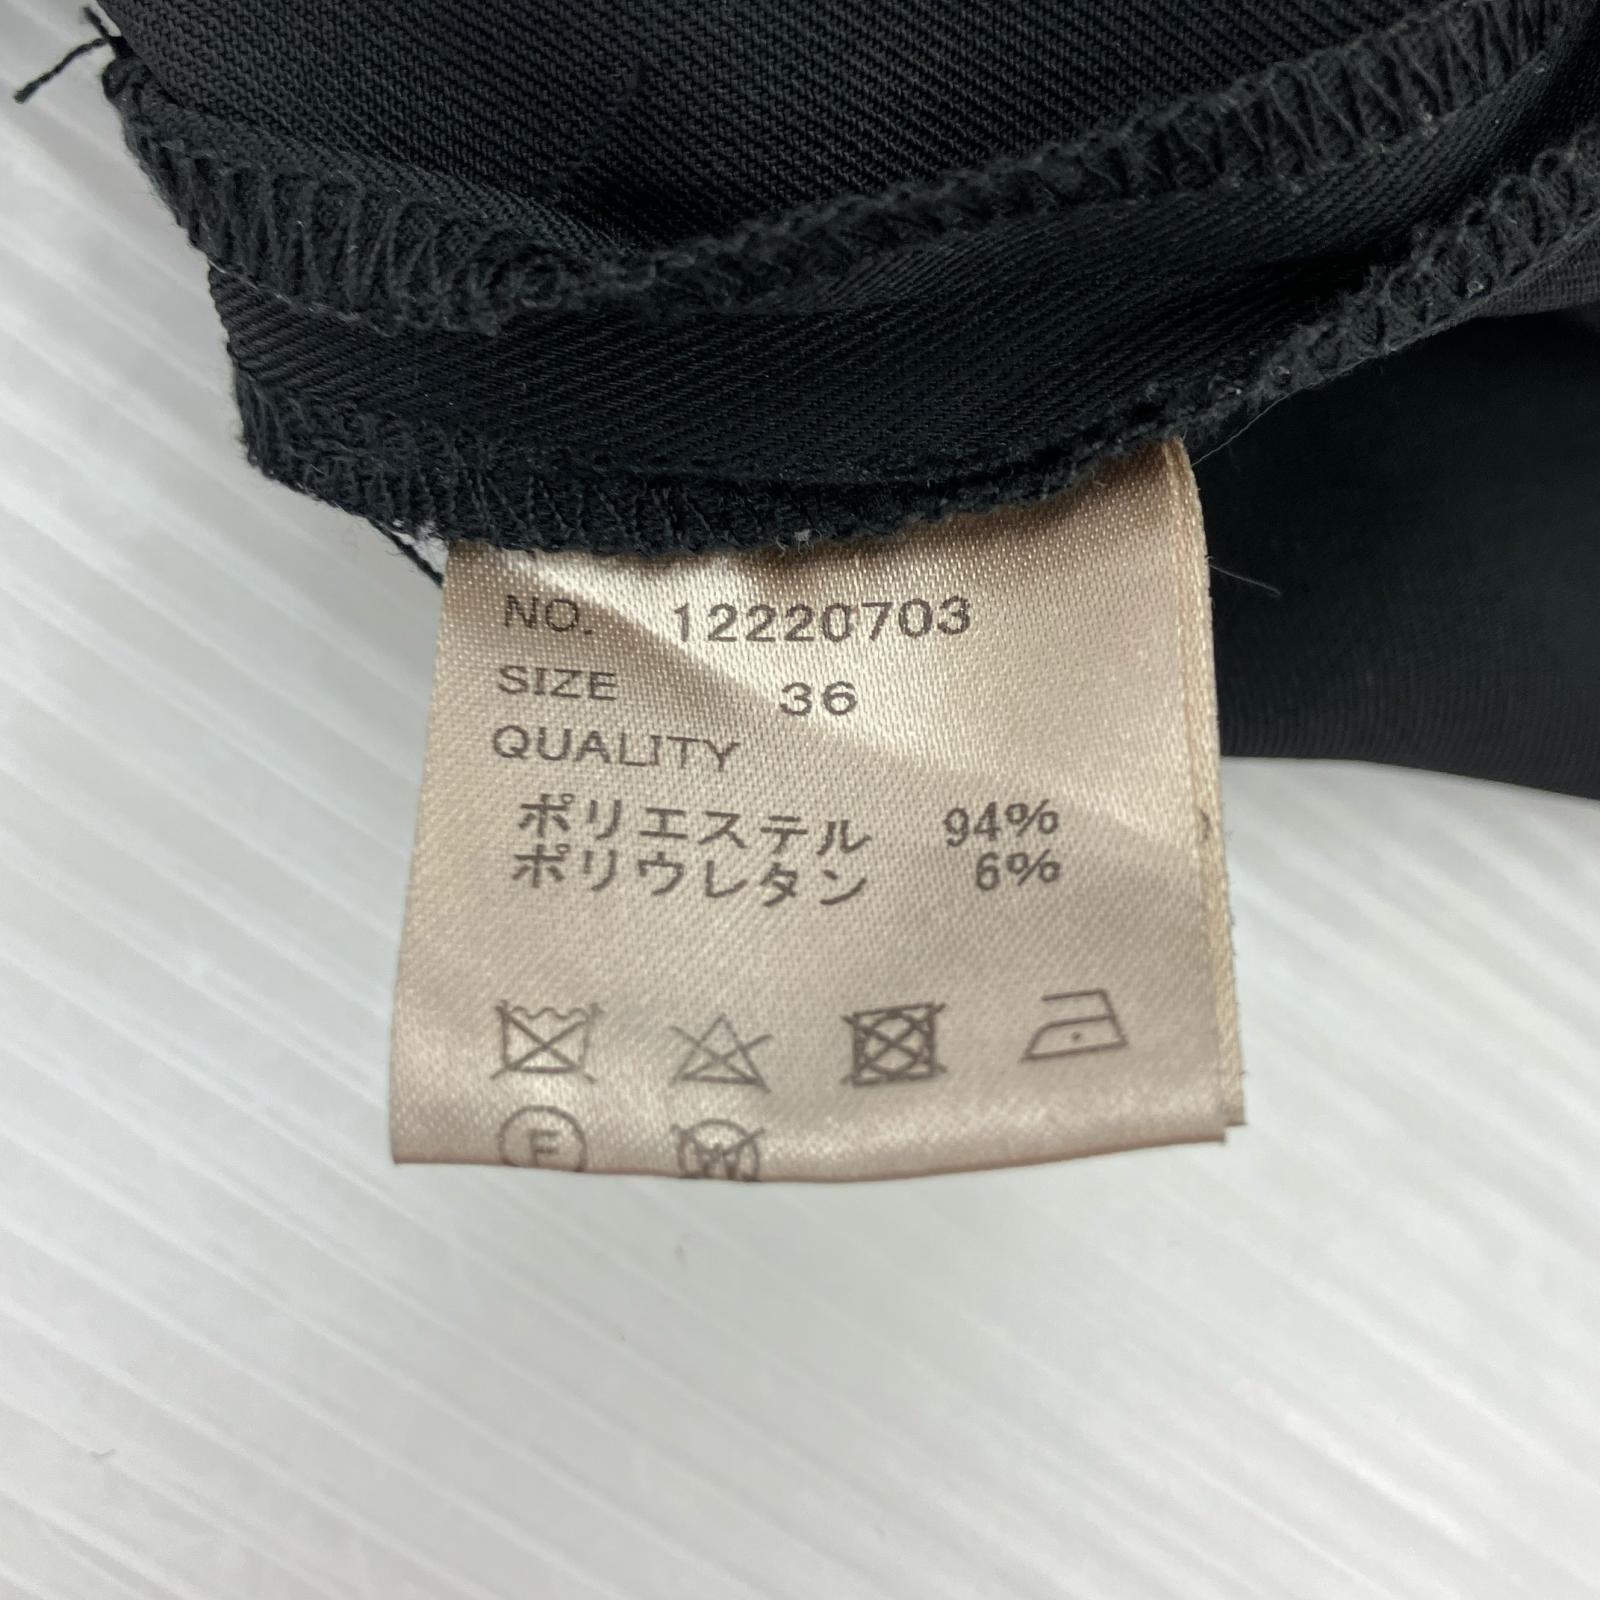 NO. 12220703
SIZE 36
QUALITY
ポリエステル 94%
ポリウレタン 6%
F W